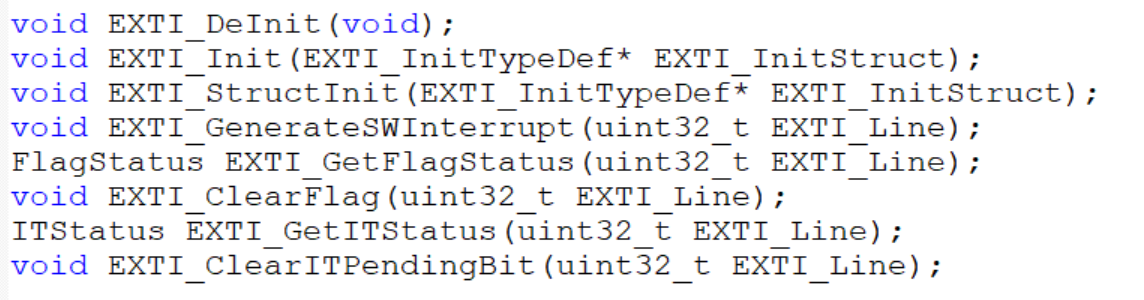 void EXTI_DeInit(void);
void EXTI_Init(EXTI_InitTypeDef* EXTI_InitStruct);
void EXTI_StructInit(EXTI_InitTypeDef* EXTI_InitStruct);
void EXTI_GenerateSWInterrupt(uint32_t EXTI_Line);
FlagStatus EXTI_GetFlagStatus(uint32_t EXTI_Line);
void EXTI_ClearFlag(uint32_t EXTI_Line);
ITStatus EXTI_GetITStatus(uint32_t EXTI_Line);
void EXTI_ClearITPendingBit(uint32_t EXTI_Line);